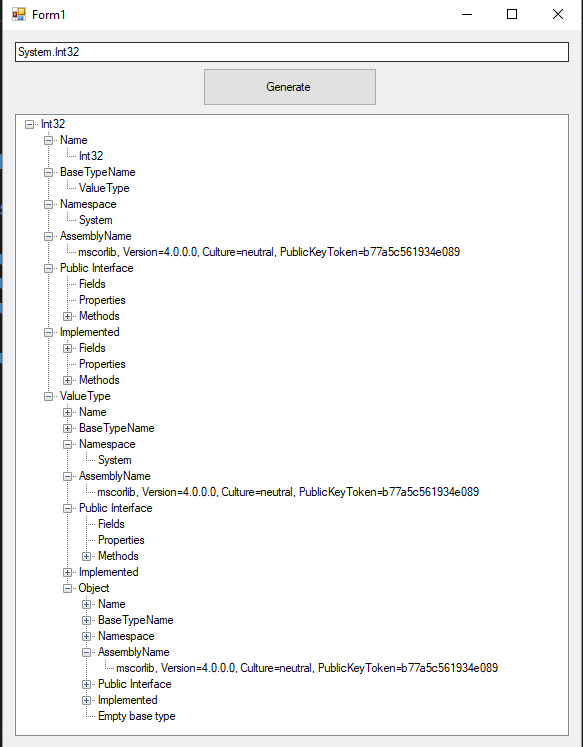 Form1
System.Int32
Generate
Int32
Name
Int32
BaseTypeName
ValueType
Namespace
System
AssemblyName
mscorlib, Version=4.0.0.0, Culture=neutral, PublicKeyToken=b77a5c561934e089
Public Interface
Fields
Properties
Methods
Implemented
Fields
Properties
Methods
ValueType
Name
BaseTypeName
Namespace
System
AssemblyName
mscorlib, Version=4.0.0.0, Culture=neutral, PublicKeyToken=b77a5c561934e089
Public Interface
Fields
Properties
Methods
Implemented
Object
Name
BaseTypeName
Namespace
AssemblyName
mscorlib, Version=4.0.0.0, Culture=neutral, PublicKeyToken=b77a5c561934e089
Public Interface
Implemented
Empty base type